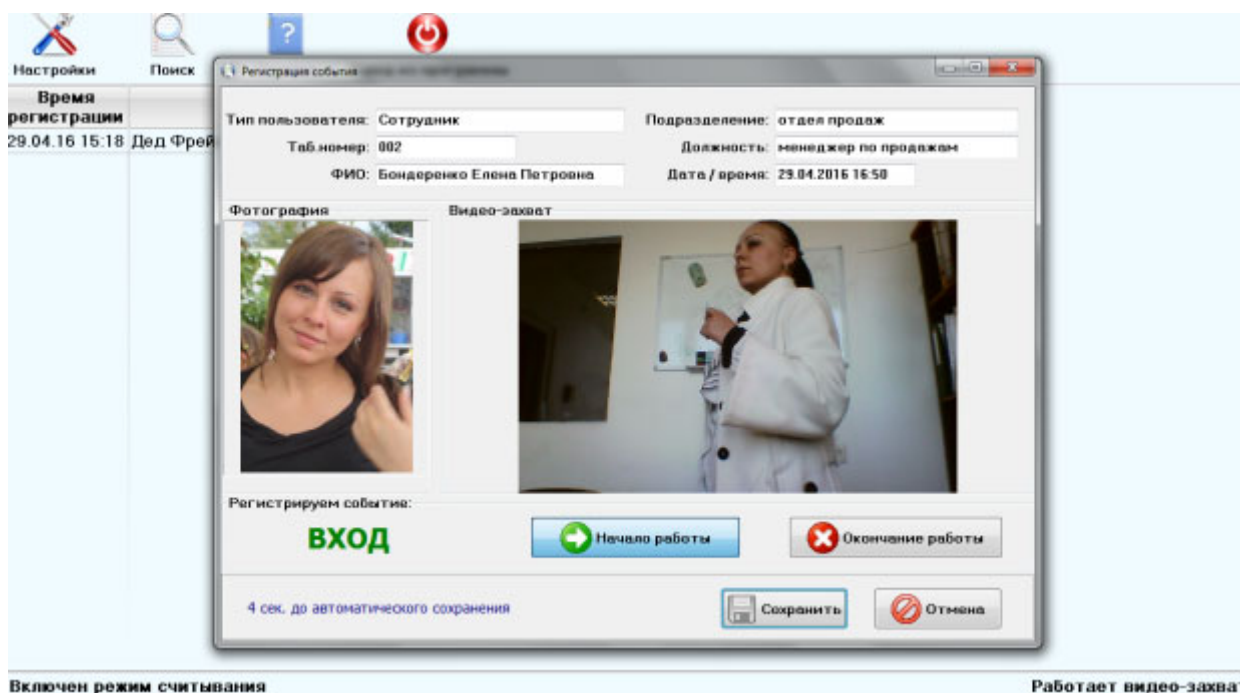 Настройки
Поиск
Регистрация события
Время
регистрации
29.04.16 15:18 Дед Фрей
Тип пользователя: Сотрудник
Подразделение: отдел продаж
Таб.номер: 002
Должность: менеджер по продажам
ФИО: Бондеренко Елена Петровна
Дата / время: 29.04.2016 16:50
Фотография
Видео-захват
Регистрируем событие:
ВХОД
Начало работы
Окончание работы
4 сек. до автоматического сохранения
Сохранить
Отмена
Включен режим считывания
Работает видео-захват